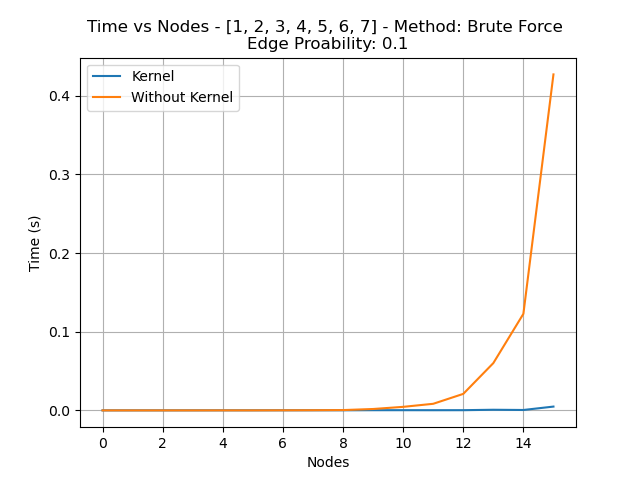 Time vs Nodes - [1, 2, 3, 4, 5, 6, 7] - Method: Brute Force
Edge Proability: 0.1
Kernel
Without Kernel
0.4
0.3
0.2
0.1
0.0
Time (s)
0 2 4 6 8 10 12 14
Nodes